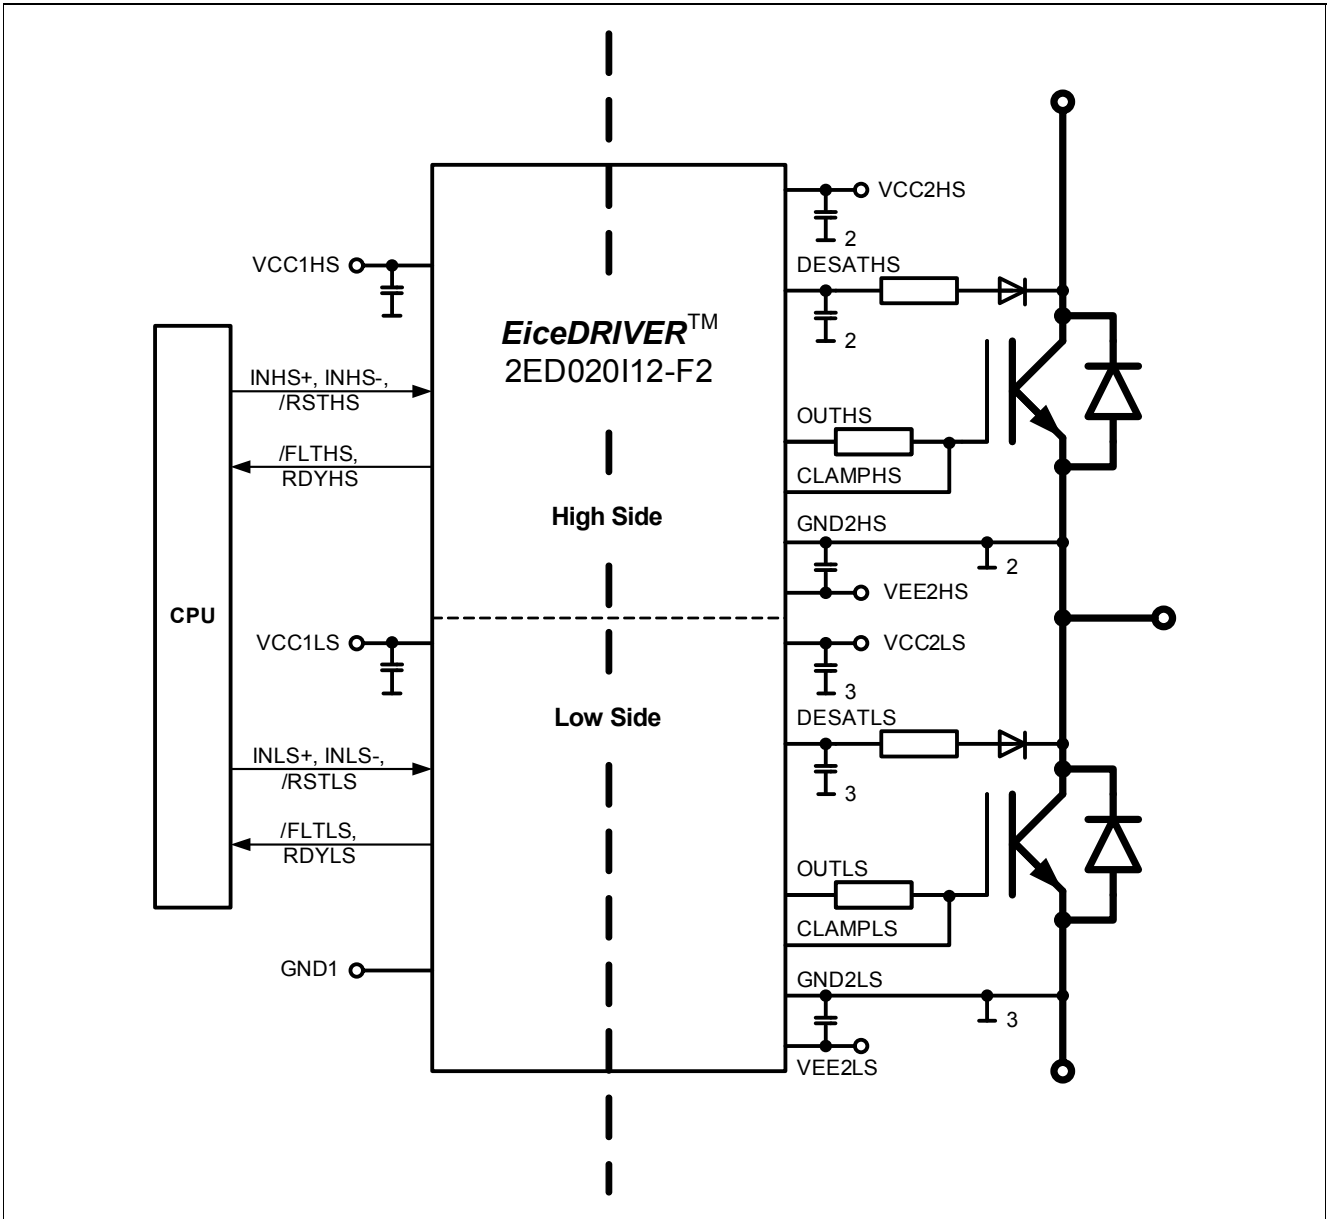 VCC2HS
2
VCC1HS
DESATHS
EiceDRIVER™
2ED020I12-F2
2
INHS+, INHS-,
/RSTHS
OUTHS
/FLTHS,
RDYHS
CLAMPHS
High Side
GND2HS
2
VEE2HS
CPU
VCC1LS
VCC2LS
3
Low Side
DESATLS
INLS+, INLS-,
/RSTLS
3
/FLTLS,
RDYLS
OUTLS
CLAMPLS
GND1
GND2LS
3
VEE2LS